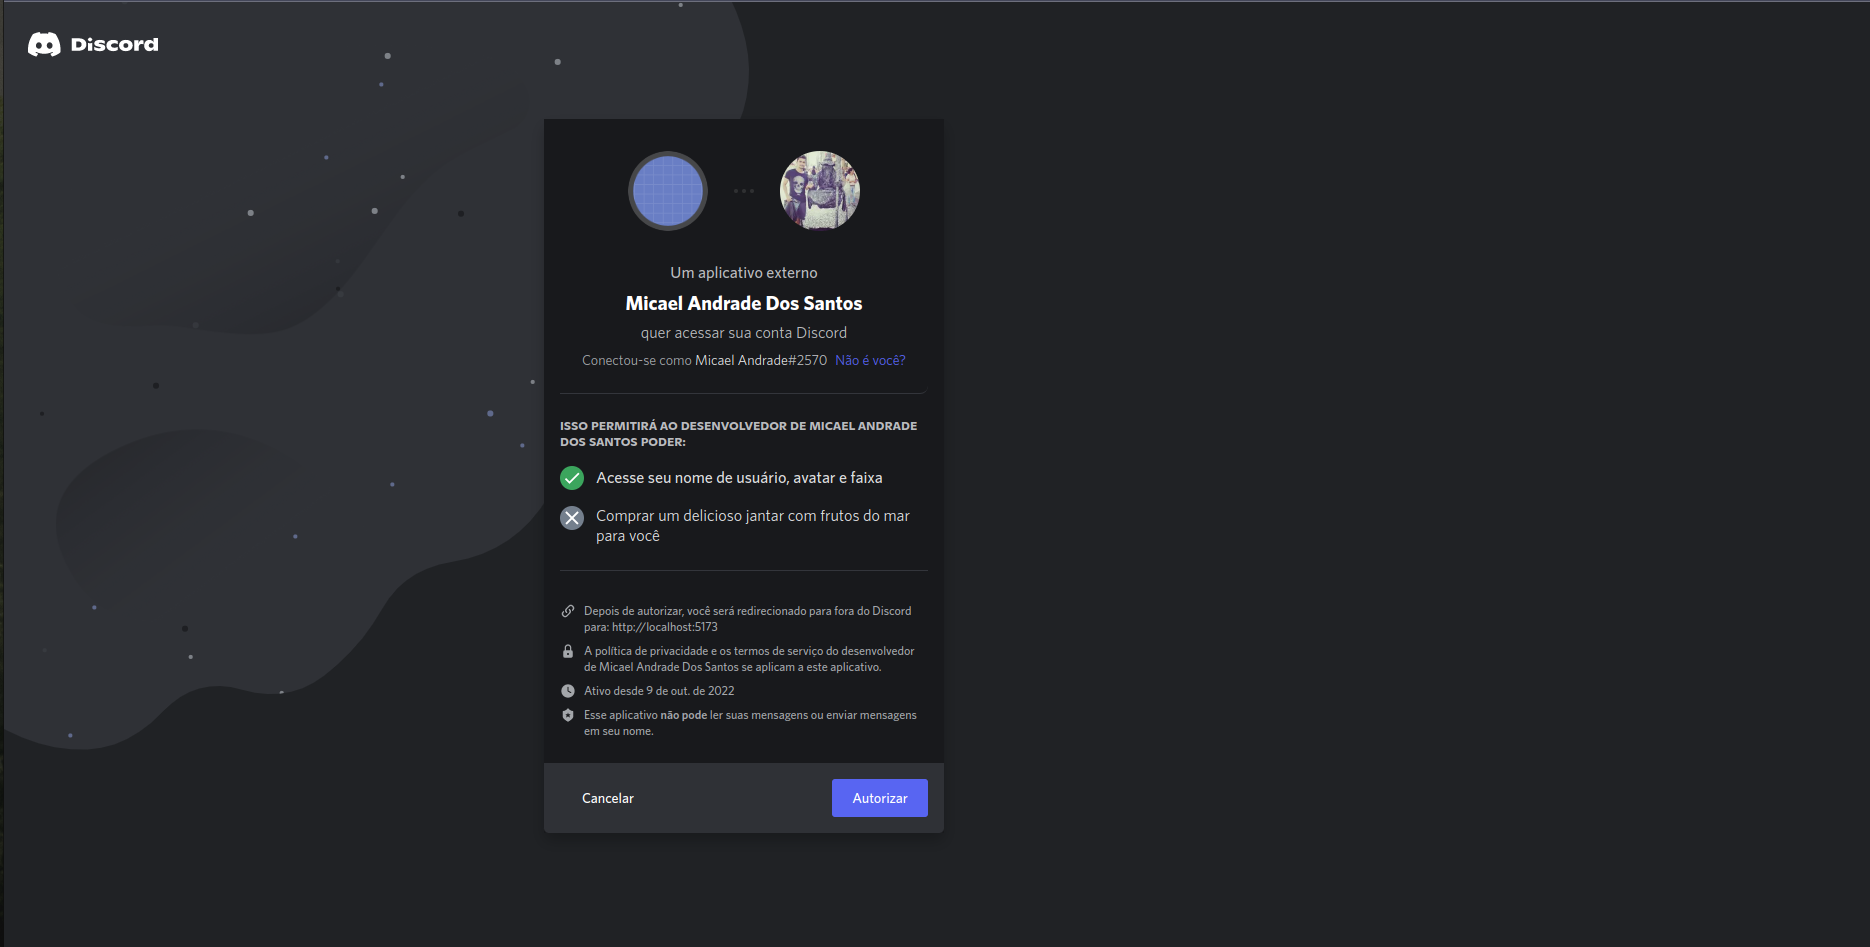 Discord
Um aplicativo externo
Micael Andrade Dos Santos
quer acessar sua conta Discord
Conectou-se como Micael Andrade#2570 Não é você?
ISSO PERMITIRÁ AO DESENVOLVEDOR DE MICAEL ANDRADE
DOS SANTOS PODER:
Acesse seu nome de usuário, avatar e faixa
Comprar um delicioso jantar com frutos do mar
para você
Depois de autorizar, você será redirecionado para fora do Discord
para: http://localhost:5173
A política de privacidade e os termos de serviço do desenvolvedor
de Micael Andrade Dos Santos se aplicam a este aplicativo.
Ativo desde 9 de out. de 2022
Esse aplicativo não pode ler suas mensagens ou enviar mensagens
em seu nome.
Cancelar
Autorizar